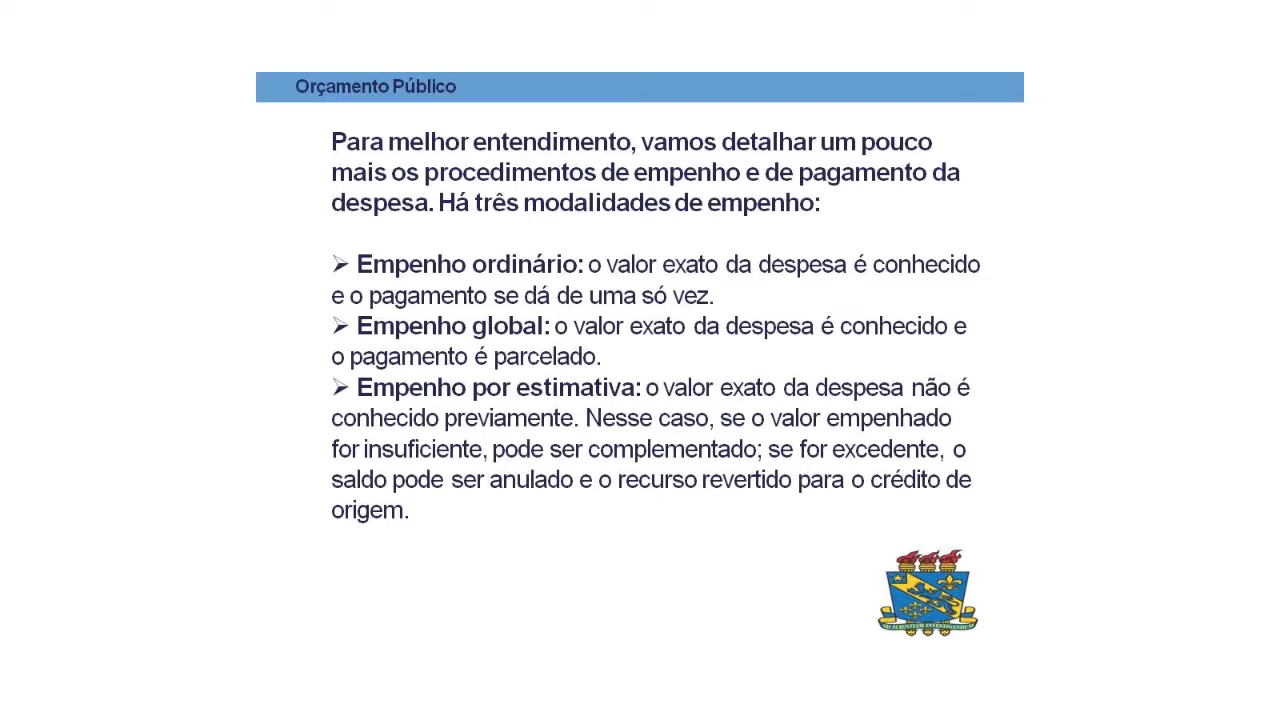 Orçamento Público
Para melhor entendimento, vamos detalhar um pouco
mais os procedimentos de empenho e de pagamento da
despesa. Há três modalidades de empenho:
➢ Empenho ordinário: o valor exato da despesa é conhecido
e o pagamento se dá de uma só vez.
➢ Empenho global: o valor exato da despesa é conhecido e
o pagamento é parcelado.
➢ Empenho por estimativa: o valor exato da despesa não é
conhecido previamente. Nesse caso, se o valor empenhado
for insuficiente, pode ser complementado; se for excedente, o
saldo pode ser anulado e o recurso revertido para o crédito de
origem.
SCIENTIAM INVESTIGANDUM